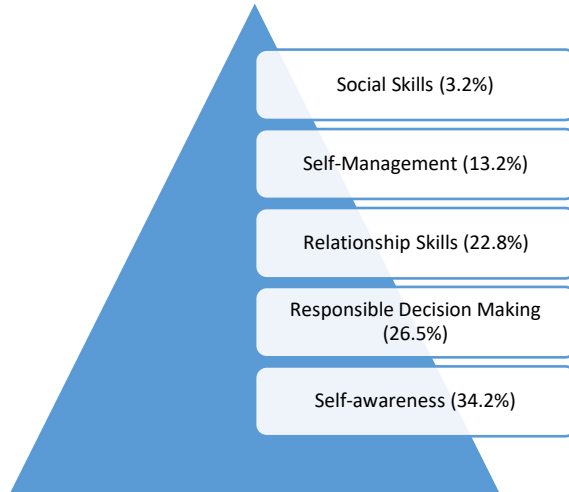 Social Skills (3.2%)
Self-Management (13.2%)
Relationship Skills (22.8%)
Responsible Decision Making
(26.5%)
Self-awareness (34.2%)